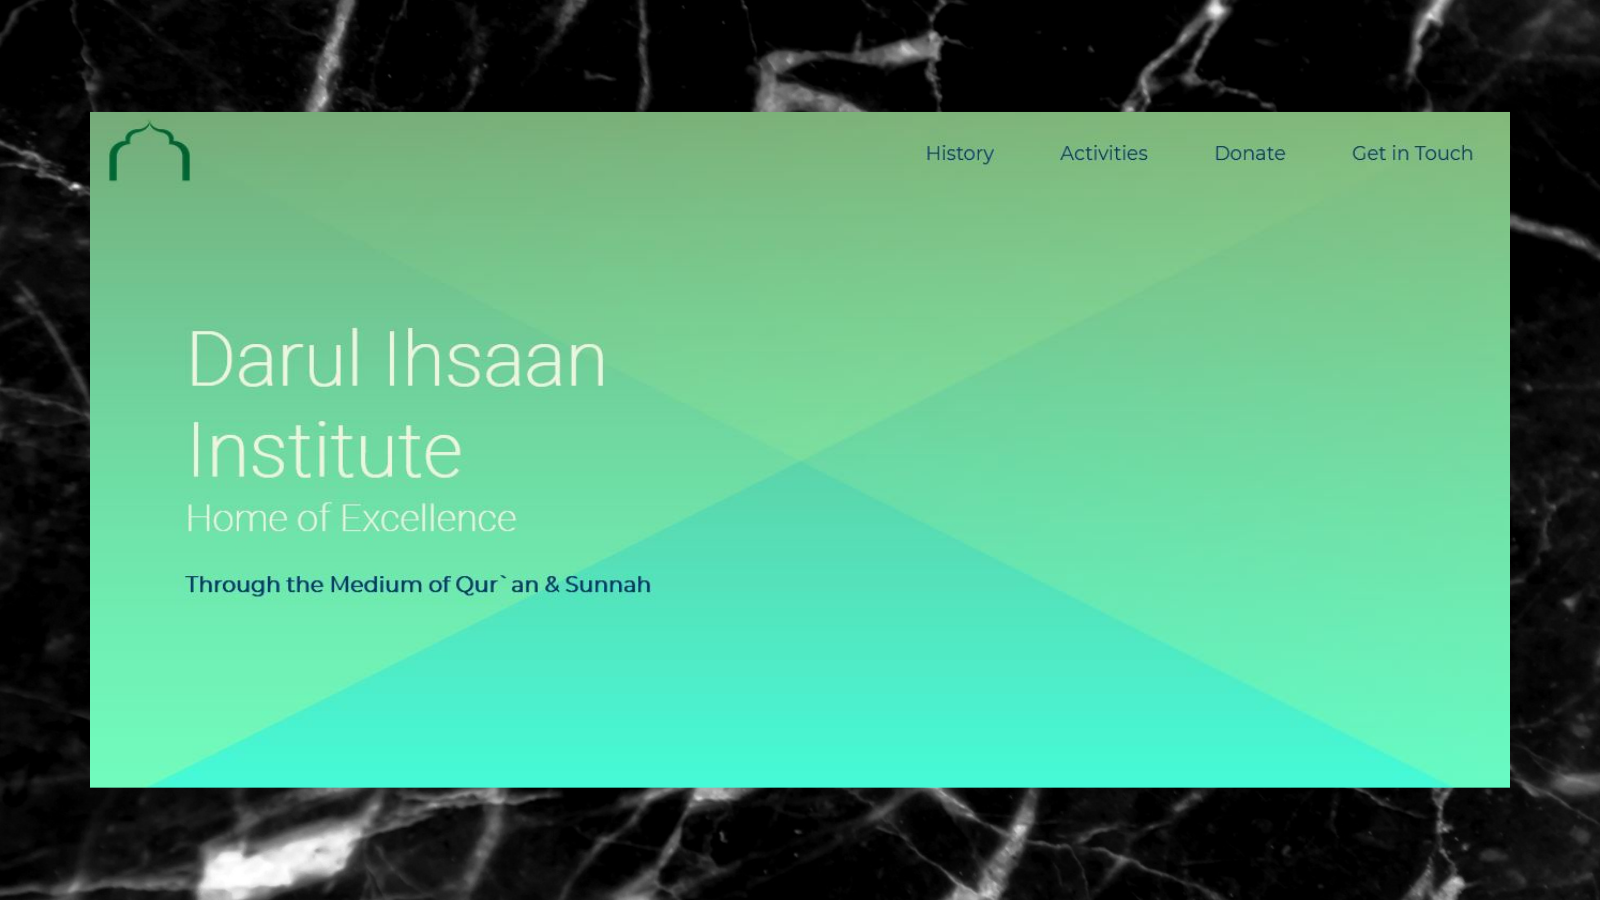 History
Activities
Donate
Get in Touch
Darul Ihsaan
Institute
Home of Excellence
Through the Medium of Qur`an & Sunnah